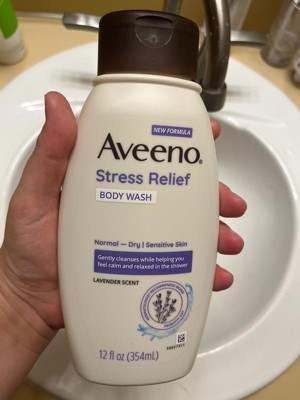 NEW FORMULA
Aveeno®
Stress Relief
BODY WASH
Normal — Dry | Sensitive Skin
Gently cleanses while helping you
feel calm and relaxed in the shower
LAVENDER SCENT
12 fl oz (354mL)